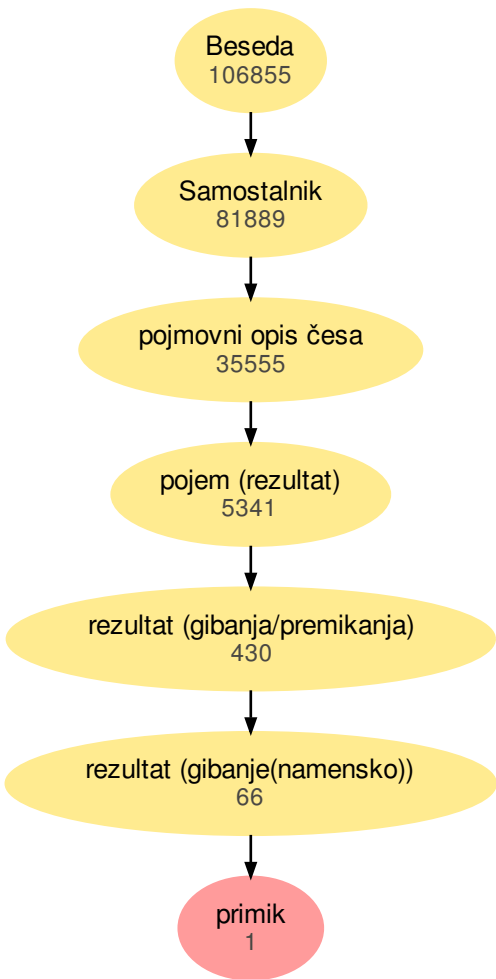 Beseda
106855
Samostalnik
81889
pojmovni opis česa
35555
pojem (rezultat)
5341
rezultat (gibanja/premikanja)
430
rezultat (gibanje(namensko))
66
primik
1